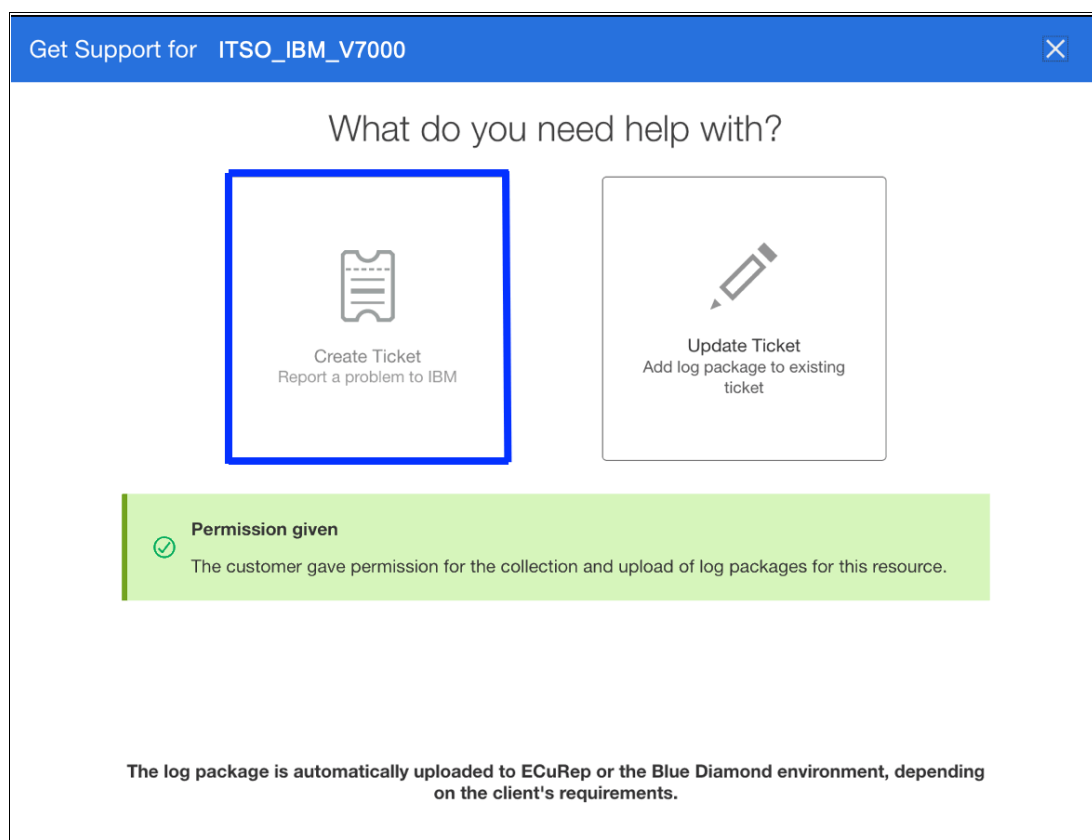 Get Support for ITSO_IBM_V7000
What do you need help with?
Create Ticket
Report a problem to IBM
Update Ticket
Add log package to existing
ticket
Permission given
The customer gave permission for the collection and upload of log packages for this resource.
The log package is automatically uploaded to ECuRep or the Blue Diamond environment, depending
on the client's requirements.